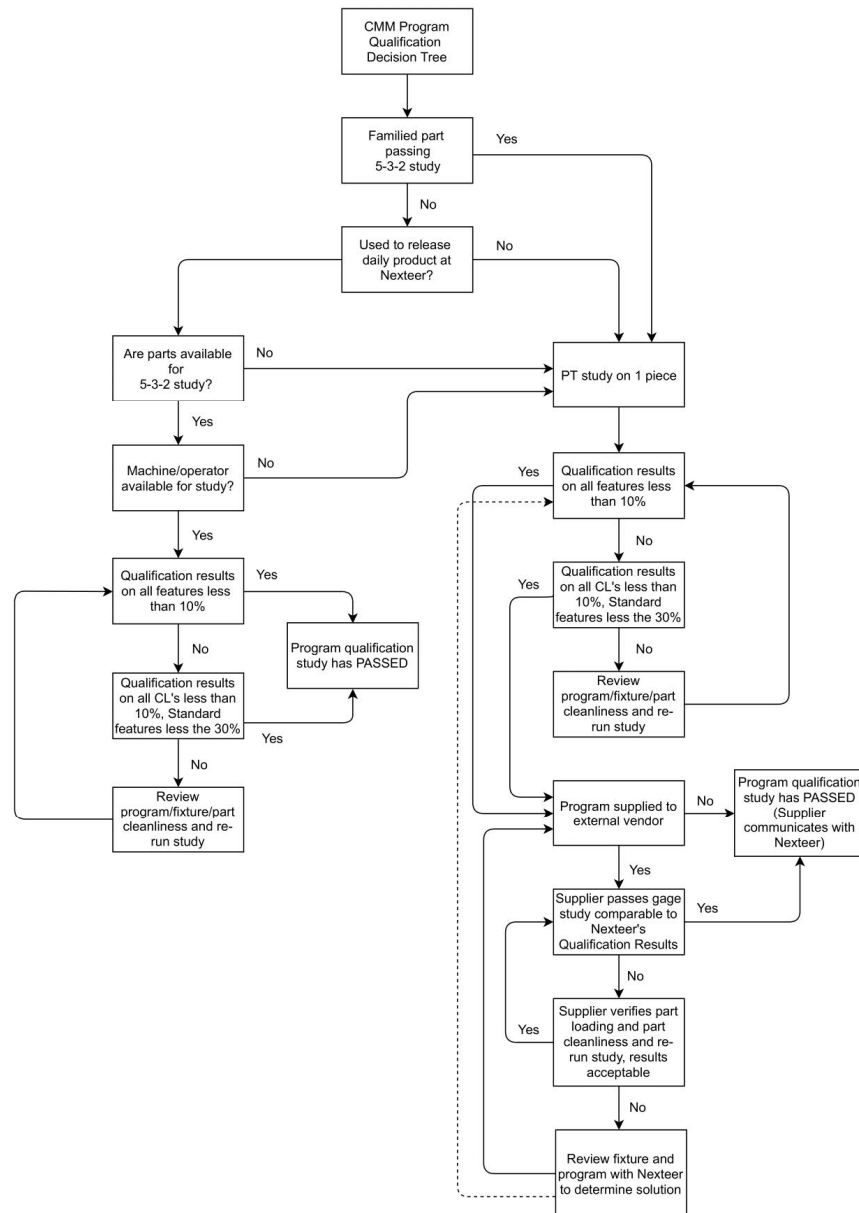 CMM Program
Qualification
Decision Tree
Familied part
passing
5-3-2 study
Yes
No
Used to release
daily product at
Nexteer?
No
Are parts available
for
5-3-2 study?
No
PT study on 1 piece
Yes
Machine/operator
available for study?
No
Yes
Qualification results
on all features less
than 10%
Yes
No
Qualification results
on all features less
than 10%
Yes
No
Qualification results
on all CL's less than
10%, Standard
features less the 30%
Yes
Program qualification
study has PASSED
Qualification results
on all CL's less than
10%, Standard
features less the 30%
Yes
No
Review
program/fixture/part
cleanliness and re-
run study
No
Review
program/fixture/part
cleanliness and re-
run study
Program supplied to
external vendor
No
Program qualification
study has PASSED
(Supplier
communicates with
Nexteer)
Yes
Supplier passes gage
study comparable to
Nexteer's
Qualification Results
Yes
No
Supplier verifies part
loading and part
cleanliness and re-
run study, results
acceptable
Yes
No
Review fixture and
program with Nexteer
to determine solution